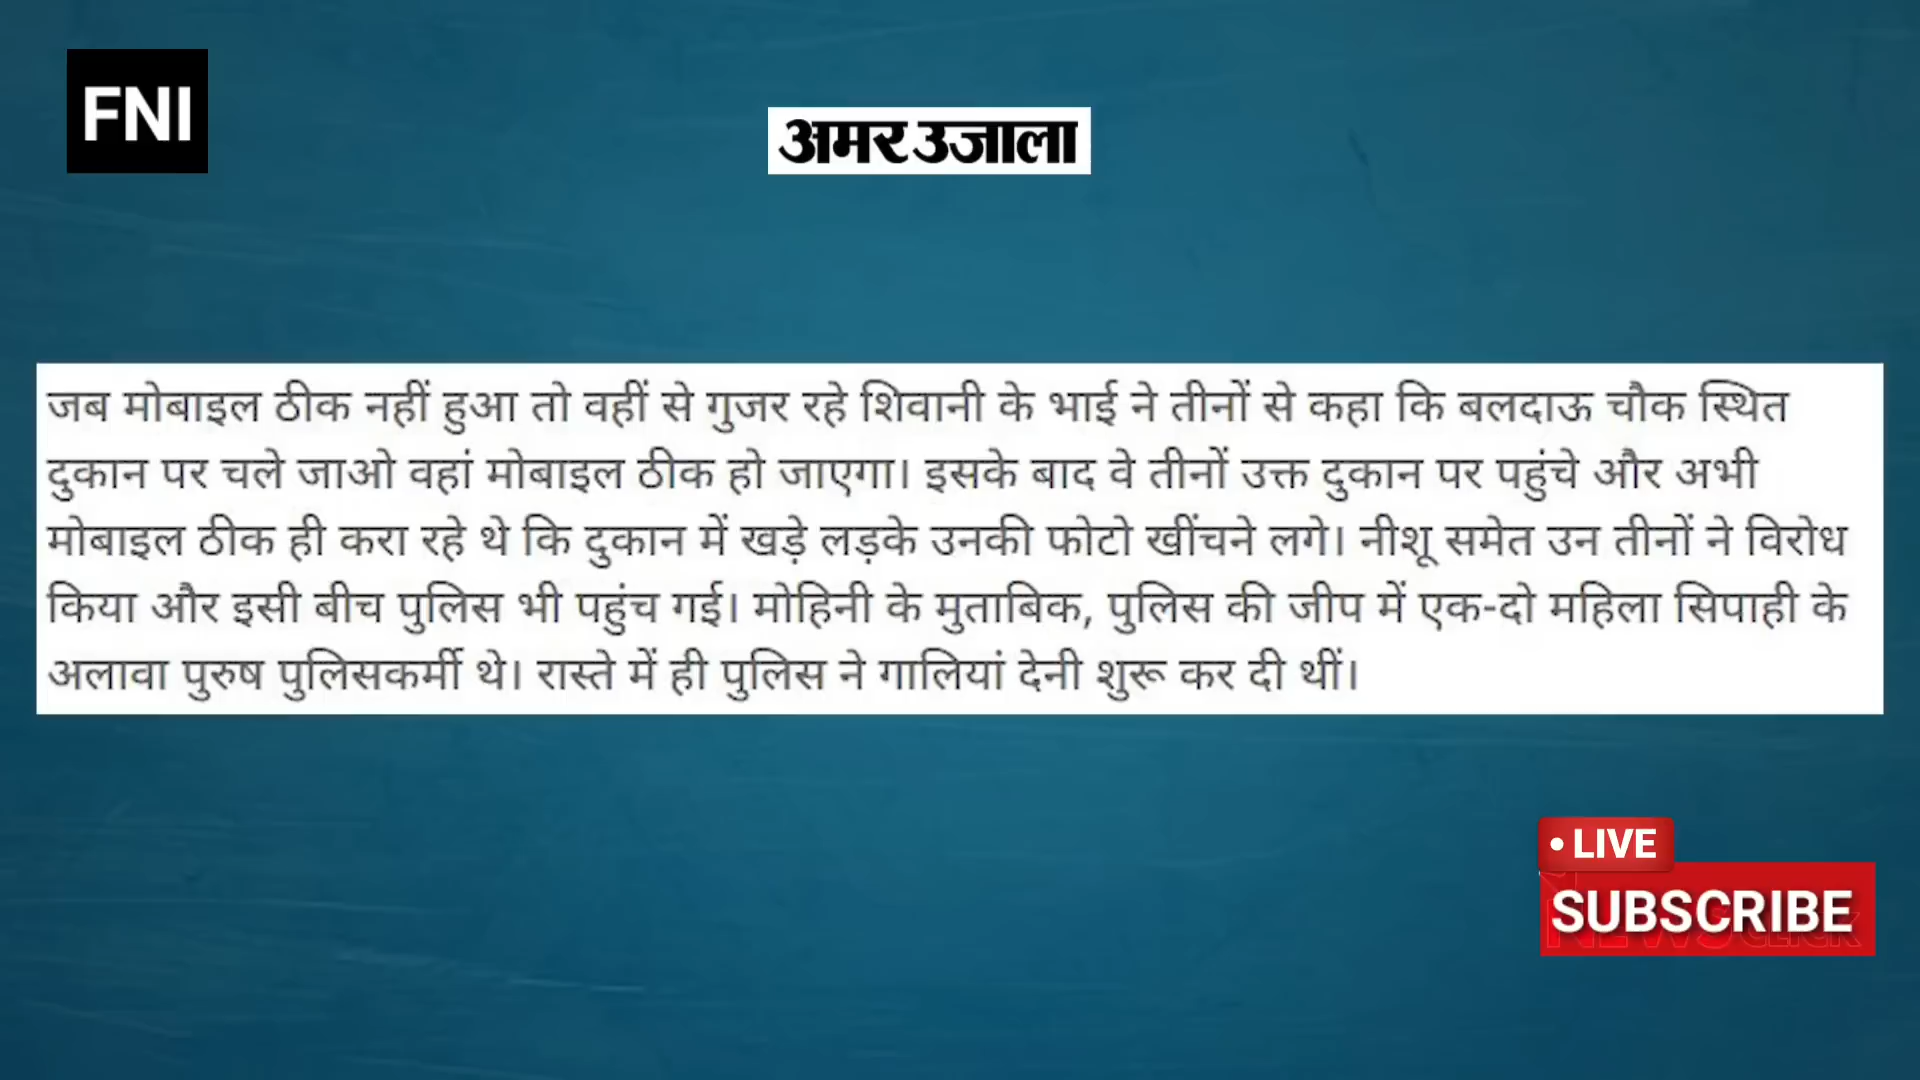 FNI
अमर उजाला
जब मोबाइल ठीक नहीं हुआ तो वहीं से गुजर रहे शिवानी के भाई ने तीनों से कहा कि बलदाऊ चौक स्थित
दुकान पर चले जाओ वहां मोबाइल ठीक हो जाएगा। इसके बाद वे तीनों उक्त दुकान पर पहुंचे और अभी
मोबाइल ठीक ही करा रहे थे कि दुकान में खड़े लड़के उनकी फोटो खींचने लगे। नीशू समेत उन तीनों ने विरोध
किया और इसी बीच पुलिस भी पहुंच गई। मोहिनी के मुताबिक, पुलिस की जीप में एक-दो महिला सिपाही के
अलावा पुरुष पुलिसकर्मी थे। रास्ते में ही पुलिस ने गालियां देनी शुरू कर दी थीं।
• LIVE
SUBSCRIBE
NEWSCLICK